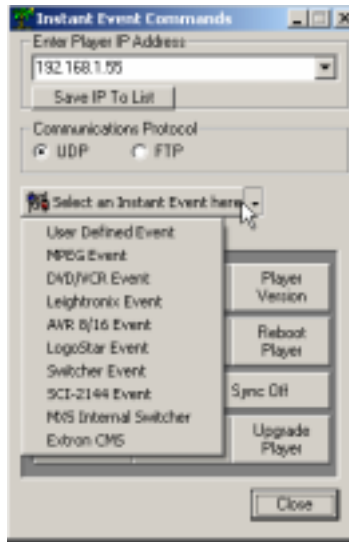 Instant Event Commands
Enter Player IP Address
192.168.1.55
Save IP To List
Communications Protocol
UDP
FTP
Select an Instant Event here
User Defined Event
MPEG Event
DVD/VCR Event
Leightronix Event
AVR 8/16 Event
LogoStar Event
Switcher Event
SCI-2144 Event
MXS Internal Switcher
Extron CMS
Player
Version
Reboot
Player
Sync Off
Upgrade
Player
Close